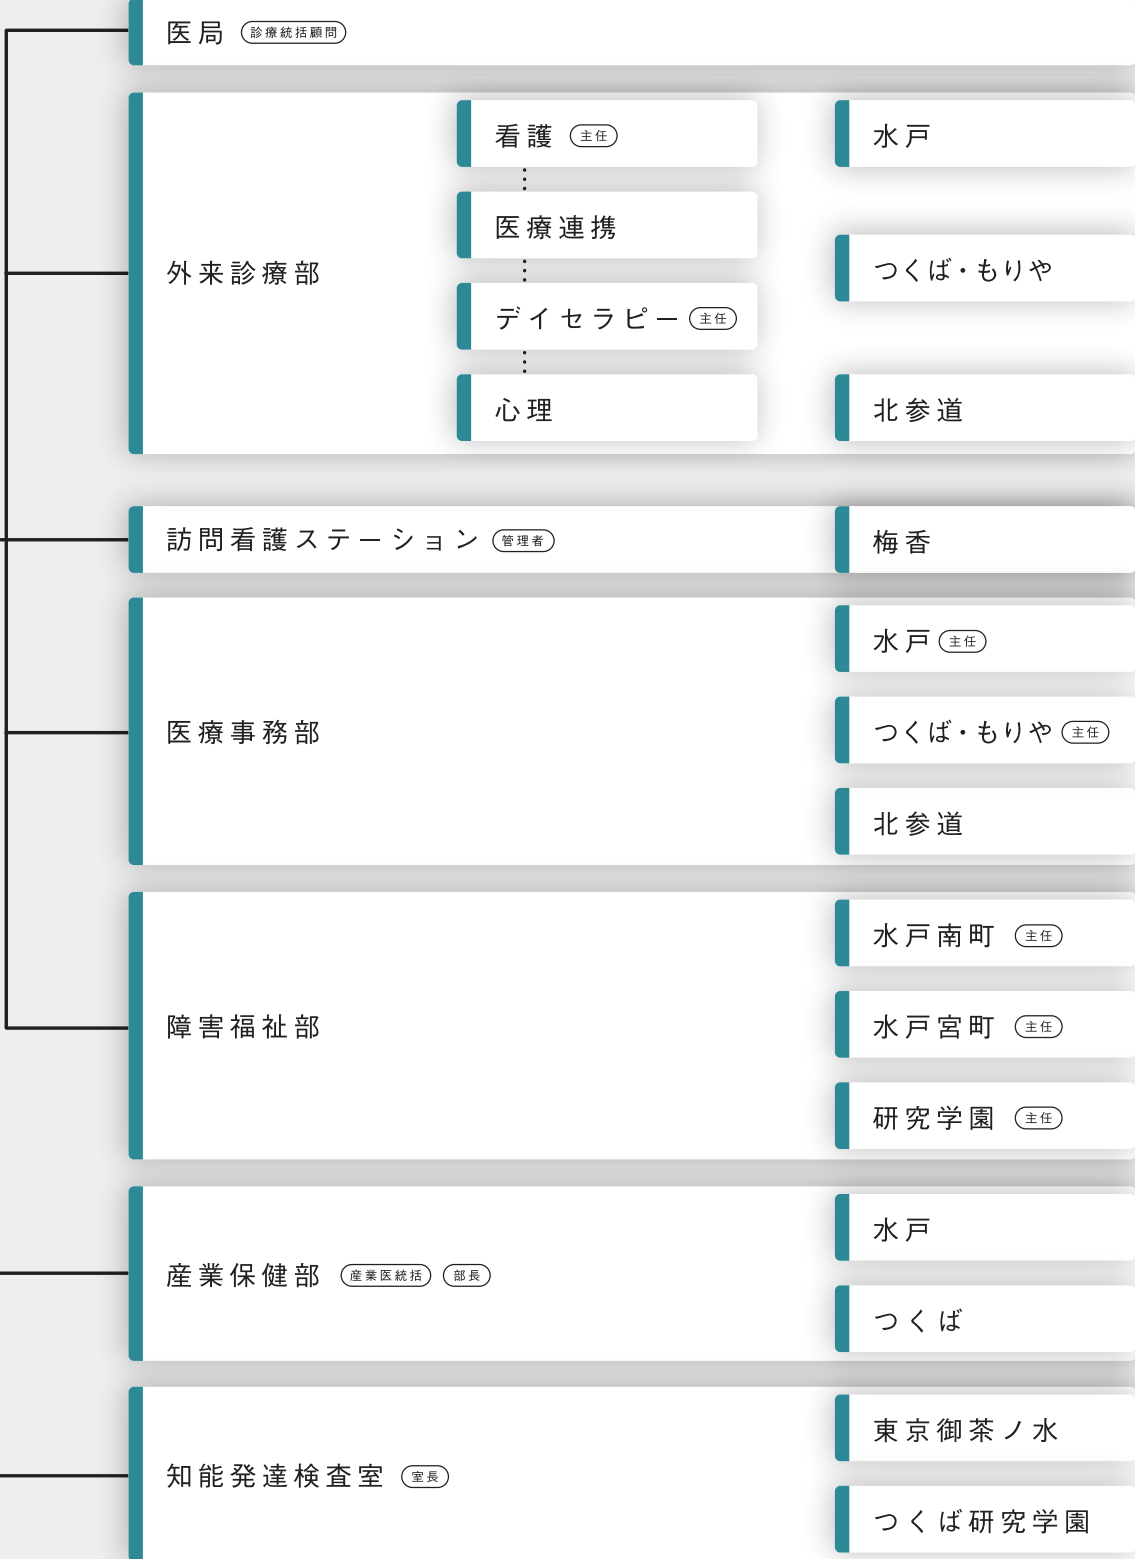 医局 診療統括顧問
外来診療部
看護 主任
医療連携
デイセラピー 主任
心理
水戸
つくば・もりや
北参道
訪問看護ステーション 管理者
梅香
医療事務部
水戸 主任
つくば・もりや 主任
北参道
障害福祉部
水戸南町 主任
水戸宮町 主任
研究学園 主任
産業保健部 産業医統括 部長
水戸
つくば
知能発達検査室 室長
東京御茶ノ水
つくば研究学園